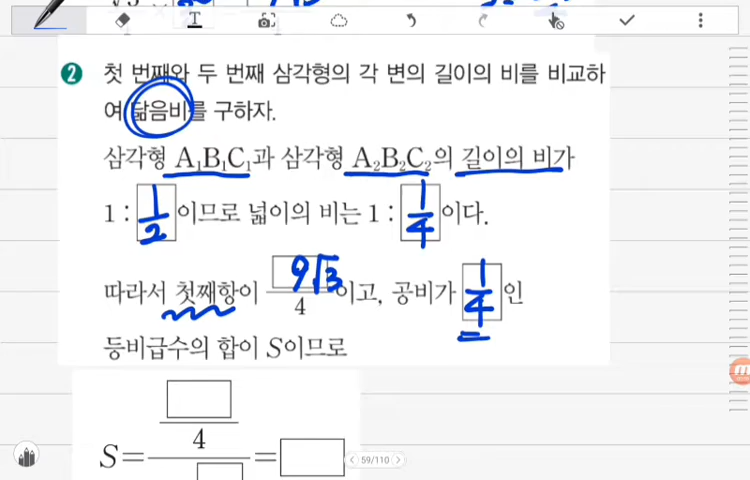 T
2 첫 번째와 두 번째 삼각형의 각 변의 길이의 비를 비교하
여 닮음비를 구하자.
삼각형 A₁B₁C₁과 삼각형 A₂B₂C₂의 길이의 비가
1 : 1/2 이므로 넓이의 비는 1 : 1/4 이다.
따라서 첫째항이 9√3/4 이고, 공비가 1/4 인
등비급수의 합이 S이므로
S= □/4 / □ = □
59/110